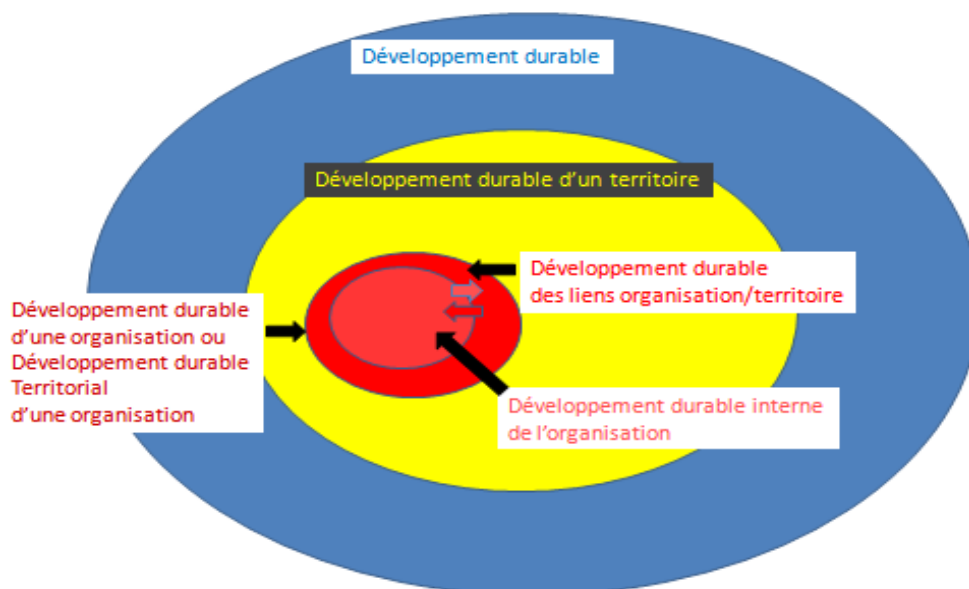 Développement durable
Développement durable d'un territoire
Développement durable
des liens organisation/territoire
Développement durable
d'une organisation ou
Développement durable
Territorial
d'une organisation
Développement durable interne
de l'organisation